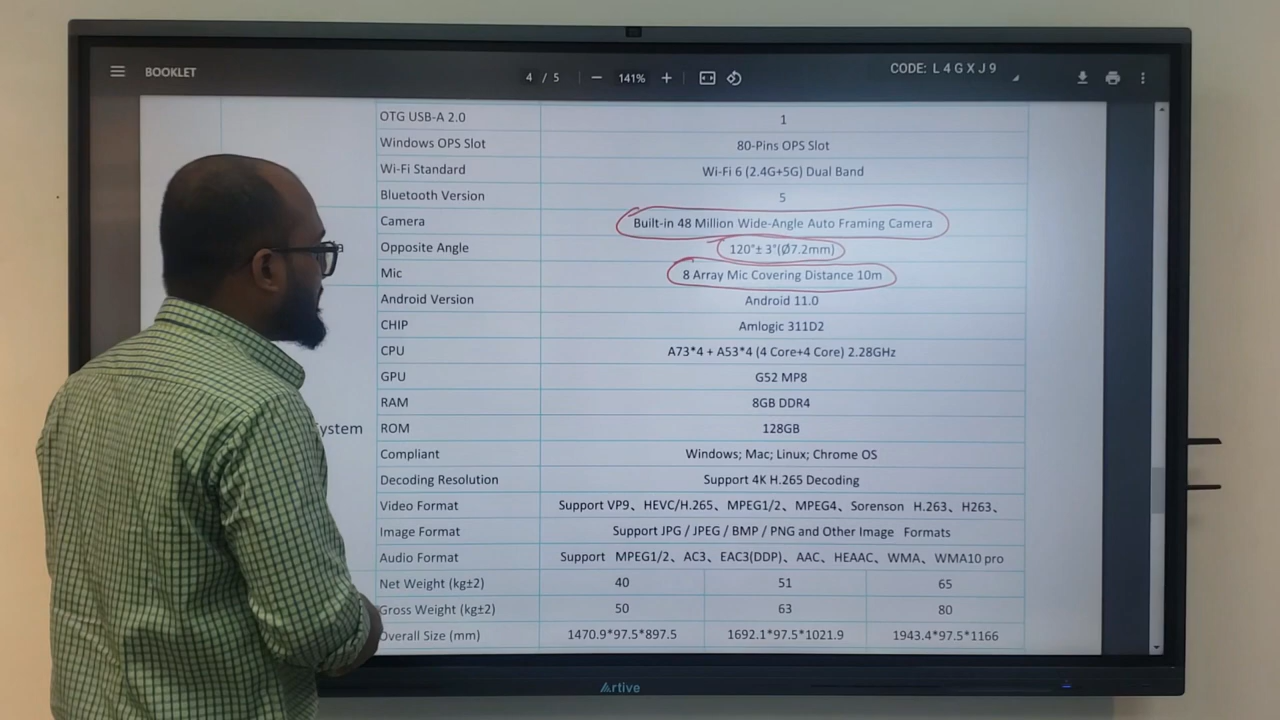 BOOKLET 4 / 5 141% CODE: L4GXJ9
OTG USB-A 2.0 1
Windows OPS Slot 80-Pins OPS Slot
Wi-Fi Standard Wi-Fi 6 (2.4G+5G) Dual Band
Bluetooth Version 5
Camera Built-in 48 Million Wide-Angle Auto Framing Camera
Opposite Angle 120°± 3°(Ø7.2mm)
Mic 8 Array Mic Covering Distance 10m
Android Version Android 11.0
CHIP Amlogic 311D2
CPU A73*4 + A53*4 (4 Core+4 Core) 2.28GHz
GPU G52 MP8
RAM 8GB DDR4
ystem ROM 128GB
Compliant Windows; Mac; Linux; Chrome OS
Decoding Resolution Support 4K H.265 Decoding
Video Format Support VP9、HEVC/H.265、MPEG1/2、MPEG4、Sorenson H.263、H263、
Image Format Support JPG / JPEG / BMP / PNG and Other Image Formats
Audio Format Support MPEG1/2、AC3、EAC3(DDP)、AAC、HEAAC、WMA、WMA10 pro
Net Weight (kg±2) 40 51 65
Gross Weight (kg±2) 50 63 80
Overall Size (mm) 1470.9*97.5*897.5 1692.1*97.5*1021.9 1943.4*97.5*1166
Artive